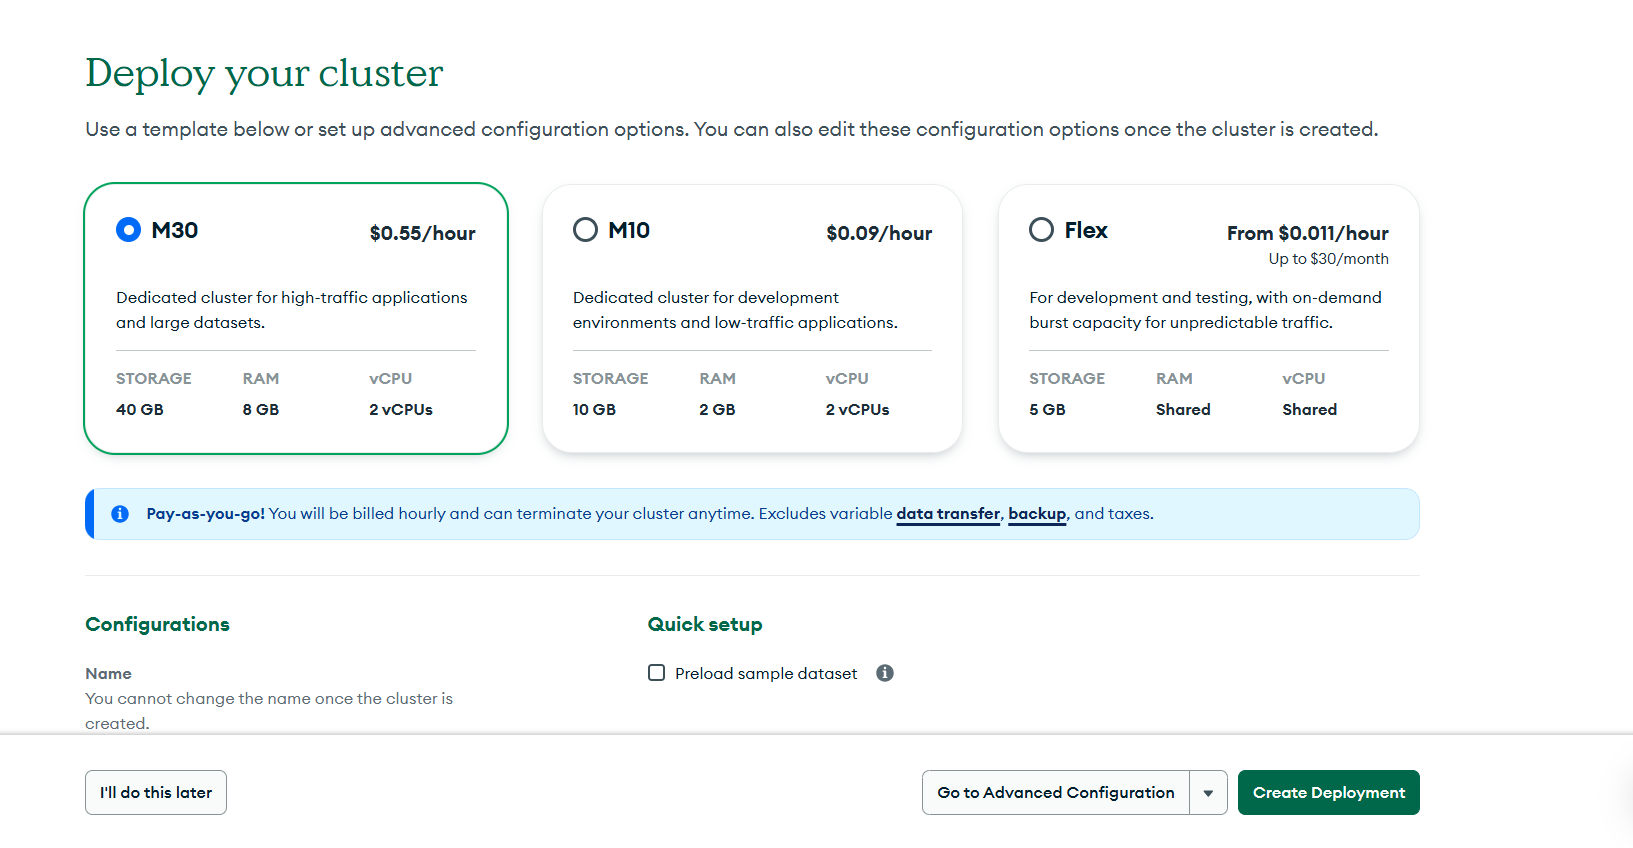 Deploy your cluster
Use a template below or set up advanced configuration options. You can also edit these configuration options once the cluster is created.
M30
$0.55/hour
Dedicated cluster for high-traffic applications
and large datasets.
STORAGE RAM vCPU
40 GB 8 GB 2 vCPUs
M10
$0.09/hour
Dedicated cluster for development
environments and low-traffic applications.
STORAGE RAM vCPU
10 GB 2 GB 2 vCPUs
Flex
From $0.011/hour
Up to $30/month
For development and testing, with on-demand
burst capacity for unpredictable traffic.
STORAGE RAM vCPU
5 GB Shared Shared
Pay-as-you-go! You will be billed hourly and can terminate your cluster anytime. Excludes variable data transfer, backup, and taxes.
Configurations
Name
You cannot change the name once the cluster is
created.
Quick setup
Preload sample dataset
I'll do this later
Go to Advanced Configuration
Create Deployment